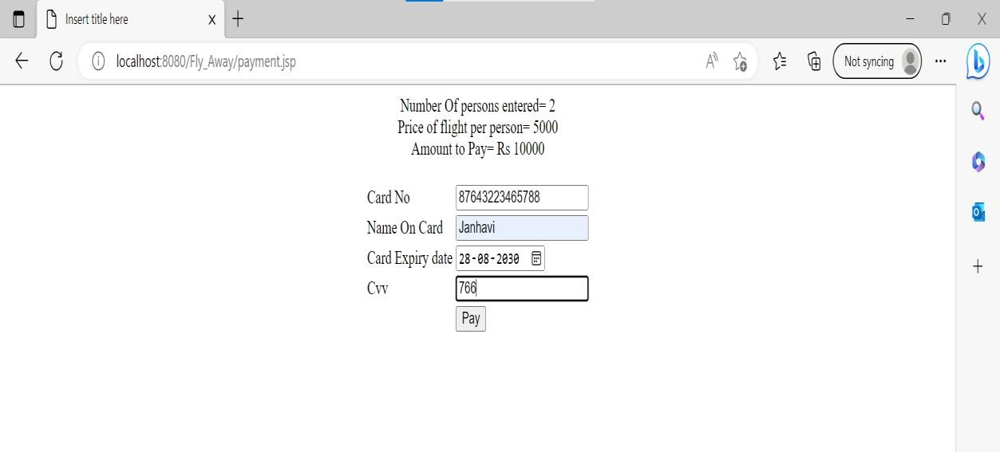 Insert title here
localhost:8080/Fly_Away/payment.jsp
Not syncing
Number Of persons entered= 2
Price of flight per person= 5000
Amount to Pay= Rs 10000
Card No 87643223465788
Name On Card Janhavi
Card Expiry date 28-08-2030
Cvv 766
Pay